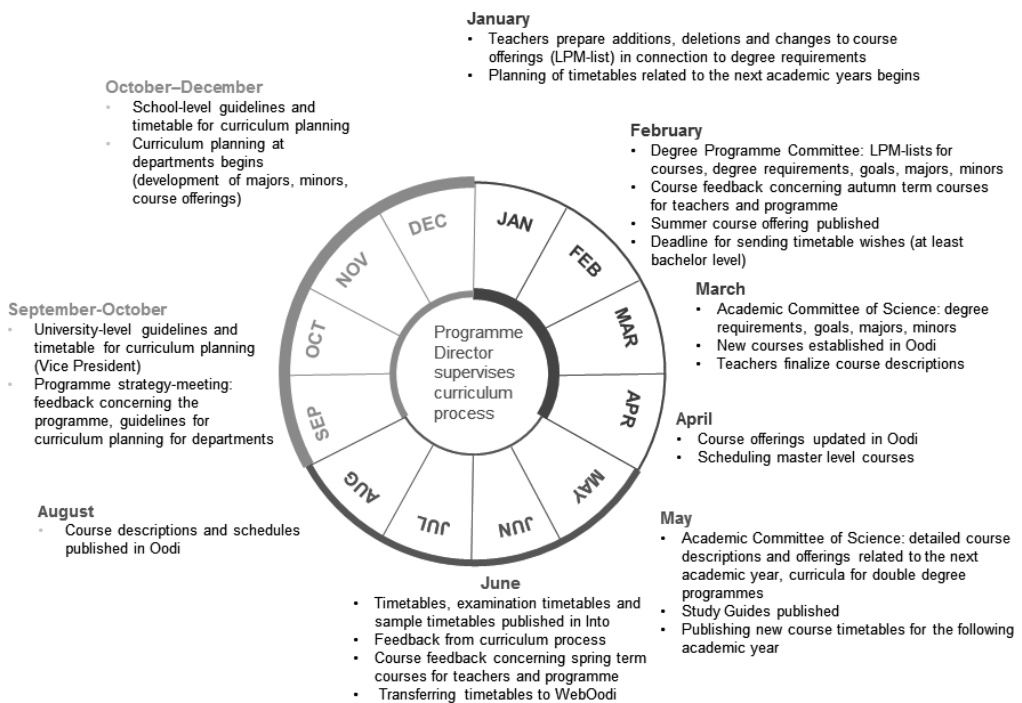 January
• Teachers prepare additions, deletions and changes to course
offerings (LPM-list) in connection to degree requirements
• Planning of timetables related to the next academic years begins
October–December
• School-level guidelines and
timetable for curriculum planning
• Curriculum planning at
departments begins
(development of majors, minors,
course offerings)
February
• Degree Programme Committee: LPM-lists for
courses, degree requirements, goals, majors, minors
• Course feedback concerning autumn term courses
for teachers and programme
• Summer course offering published
• Deadline for sending timetable wishes (at least
bachelor level)
March
• Academic Committee of Science: degree
requirements, goals, majors, minors
• New courses established in Oodi
• Teachers finalize course descriptions
September-October
• University-level guidelines and
timetable for curriculum planning
(Vice President)
• Programme strategy-meeting:
feedback concerning the
programme, guidelines for
curriculum planning for departments
JAN
FEB
MAR
APR
MAY
JUN
JUL
AUG
SEP
OCT
NOV
DEC
Programme
Director
supervises
curriculum
process
April
• Course offerings updated in Oodi
• Scheduling master level courses
August
• Course descriptions and schedules
published in Oodi
May
• Academic Committee of Science: detailed course
descriptions and offerings related to the next
academic year, curricula for double degree
programmes
• Study Guides published
• Publishing new course timetables for the following
academic year
June
• Timetables, examination timetables and
sample timetables published in Into
• Feedback from curriculum process
• Course feedback concerning spring term
courses for teachers and programme
• Transferring timetables to WebOodi